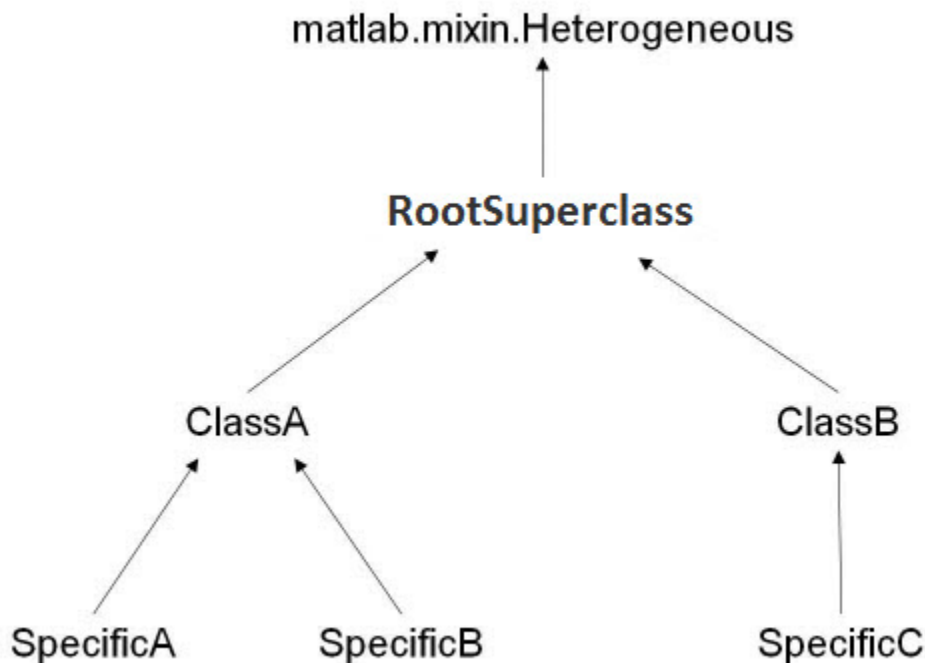 matlab.mixin.Heterogeneous
RootSuperclass
ClassA
ClassB
SpecificA
SpecificB
SpecificC